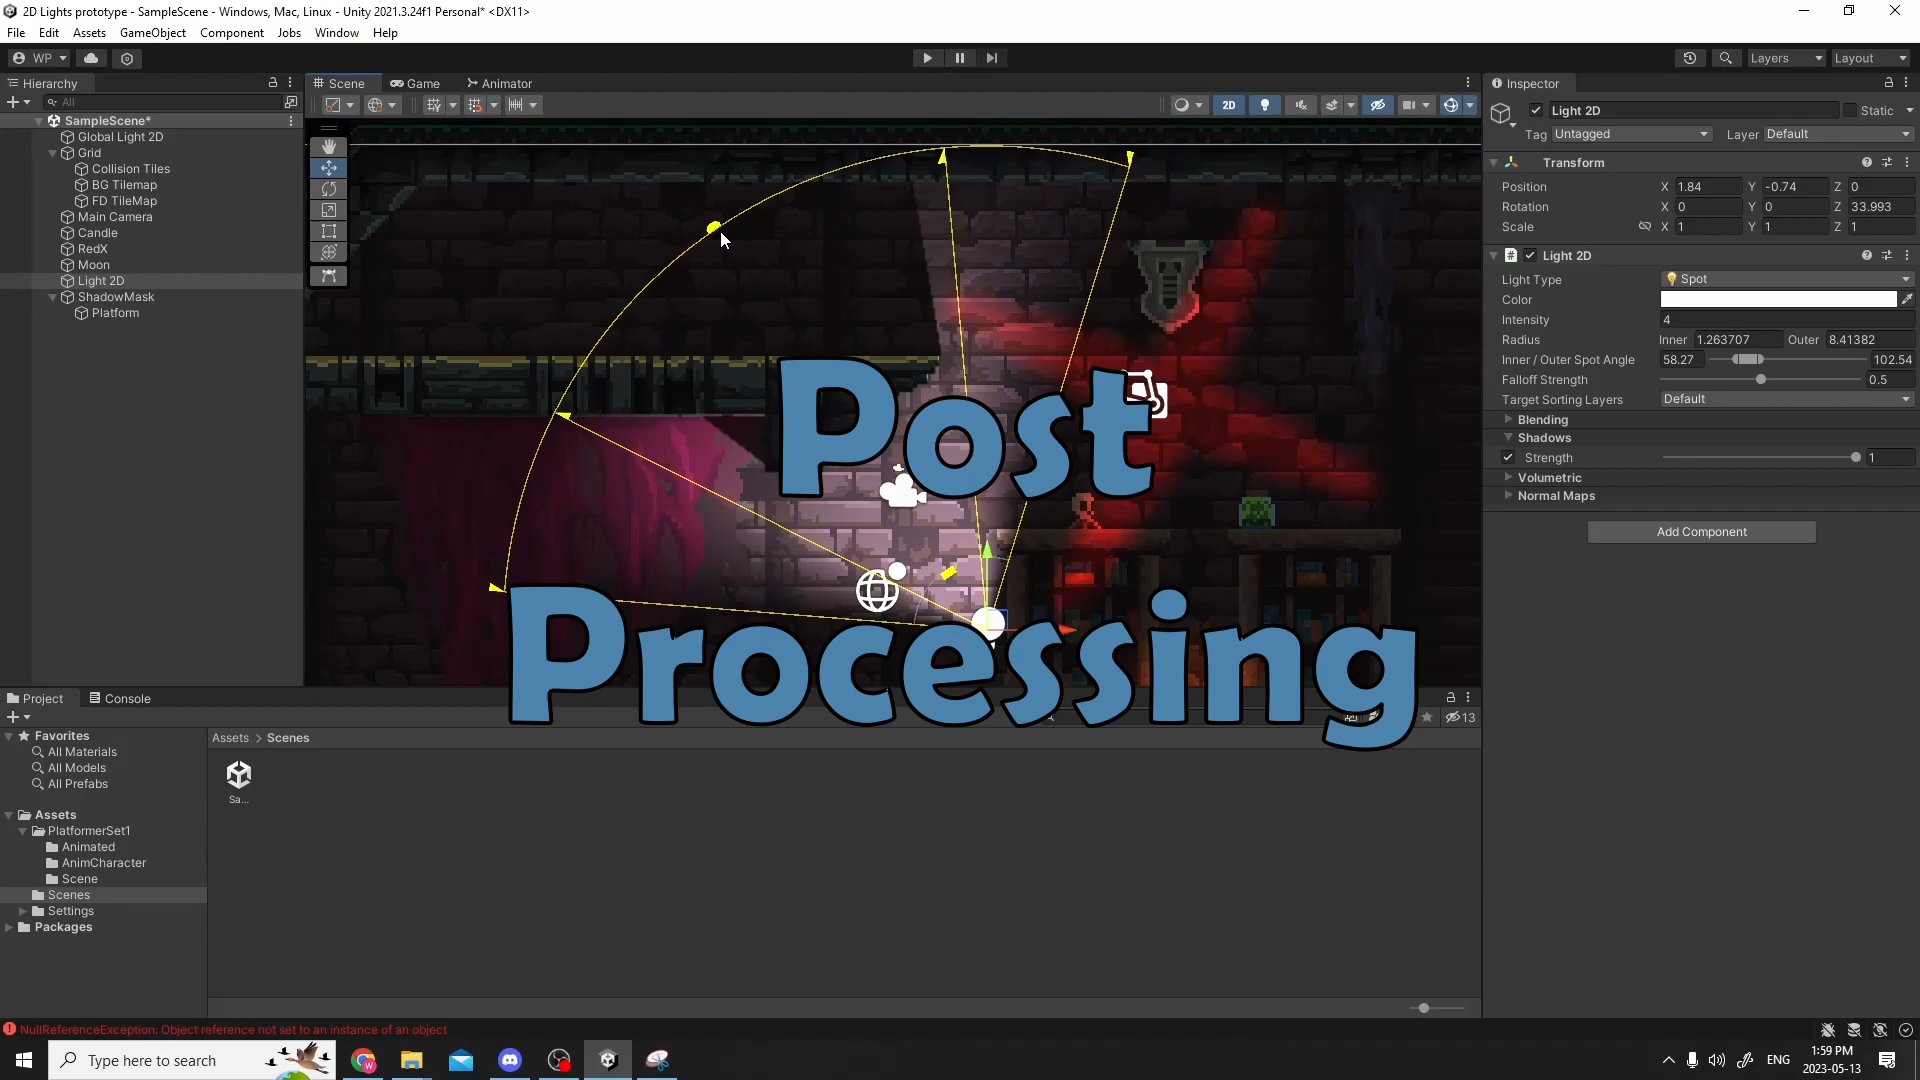 2D Lights prototype - SampleScene - Windows, Mac, Linux - Unity 2021.3.24f1 Personal* <DX11>
File Edit Assets GameObject Component Jobs Window Help
WP
Layers
Layout
Hierarchy
All
SampleScene*
Global Light 2D
Grid
Collision Tiles
BG Tilemap
FD TileMap
Main Camera
Candle
RedX
Moon
Light 2D
ShadowMask
Platform
Scene Game Animator
2D
Post
Processing
Inspector
Light 2D Static
Tag Untagged Layer Default
Transform
Position X 1.84 Y -0.74 Z 0
Rotation X 0 Y 0 Z 33.993
Scale X 1 Y 1 Z 1
Light 2D
Light Type Spot
Color
Intensity 4
Radius Inner 1.263707 Outer 8.41382
Inner / Outer Spot Angle 58.27 102.54
Falloff Strength 0.5
Target Sorting Layers Default
Blending
Shadows
Strength 1
Volumetric
Normal Maps
Add Component
Project Console
13
Favorites
All Materials
All Models
All Prefabs
Assets
PlatformerSet1
Animated
AnimCharacter
Scene
Scenes
Settings
Packages
Assets > Scenes
Sa...
NullReferenceException: Object reference not set to an instance of an object
Type here to search
W
ENG
1:59 PM
2023-05-13